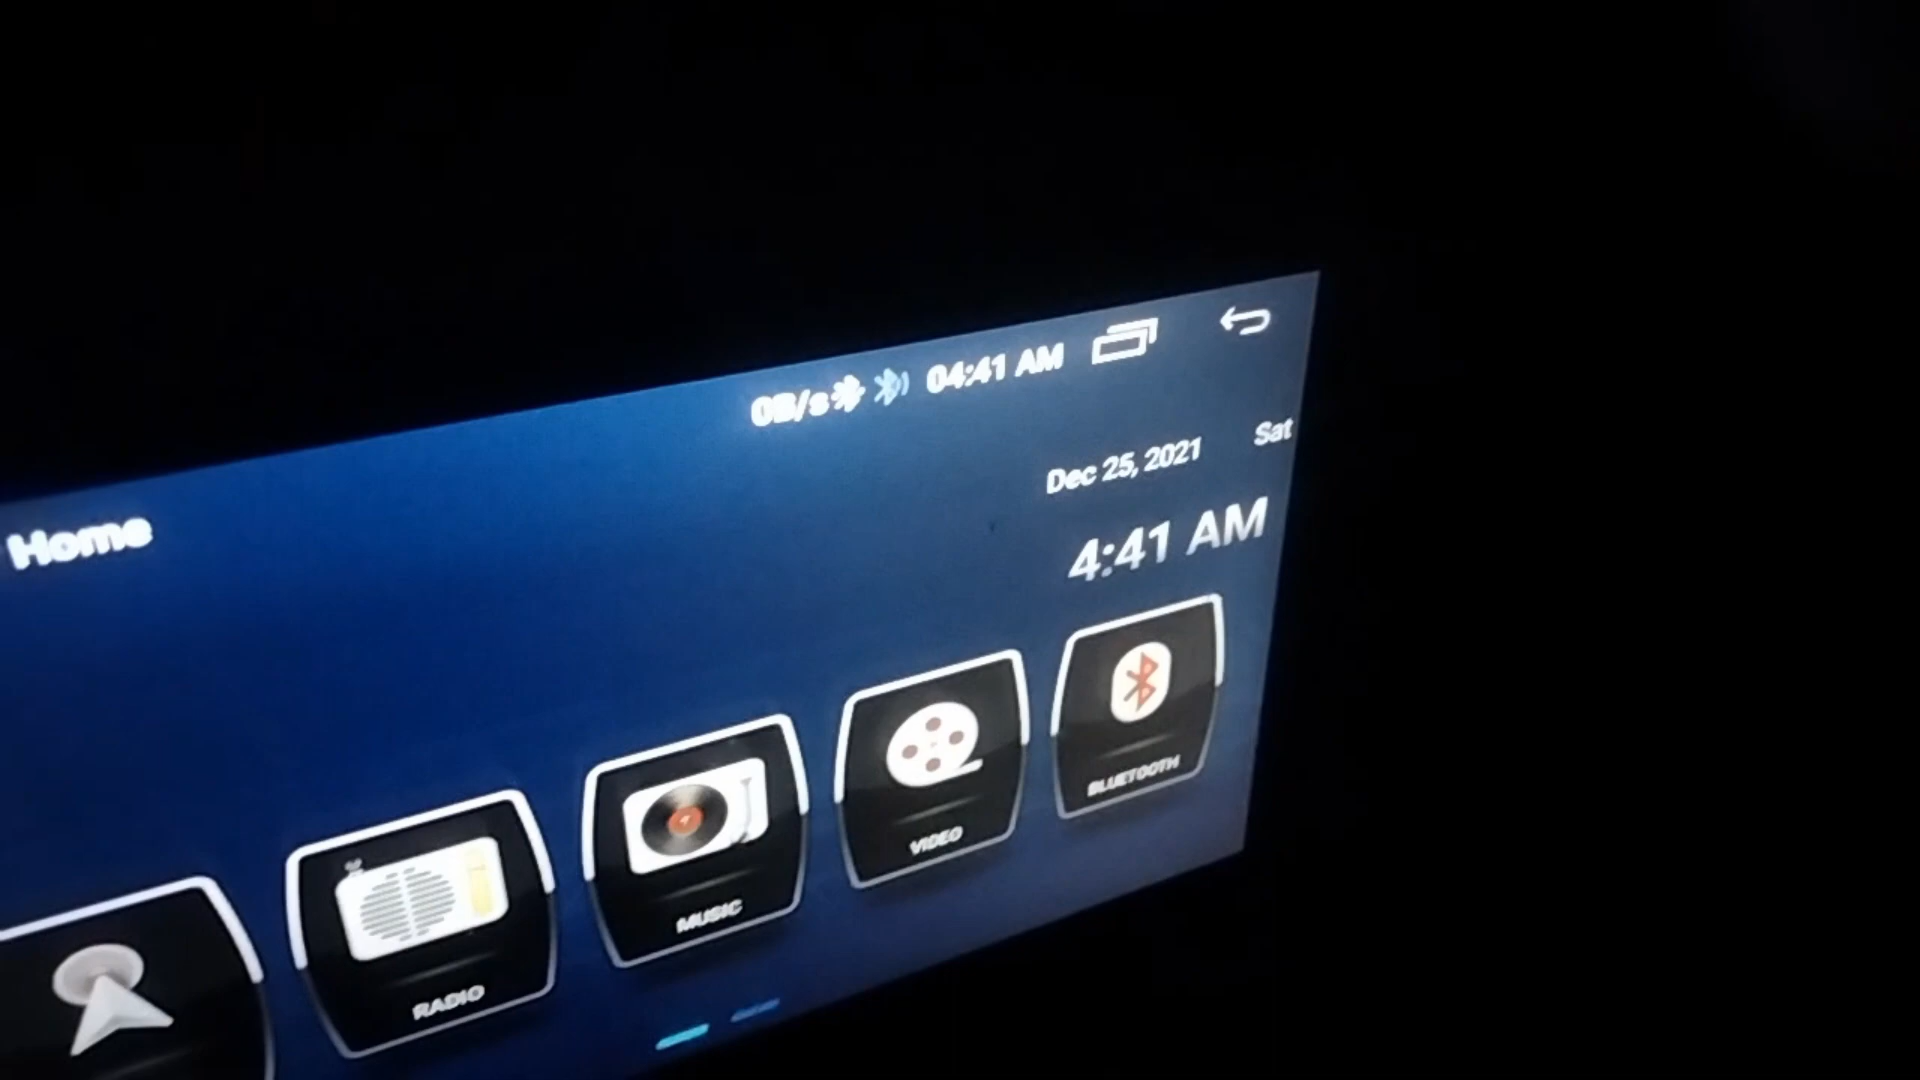 0B/s 04:41 AM
Dec 25, 2021 Sat
Home
4:41 AM
RADIO
MUSIC
VIDEO
BLUETOOTH